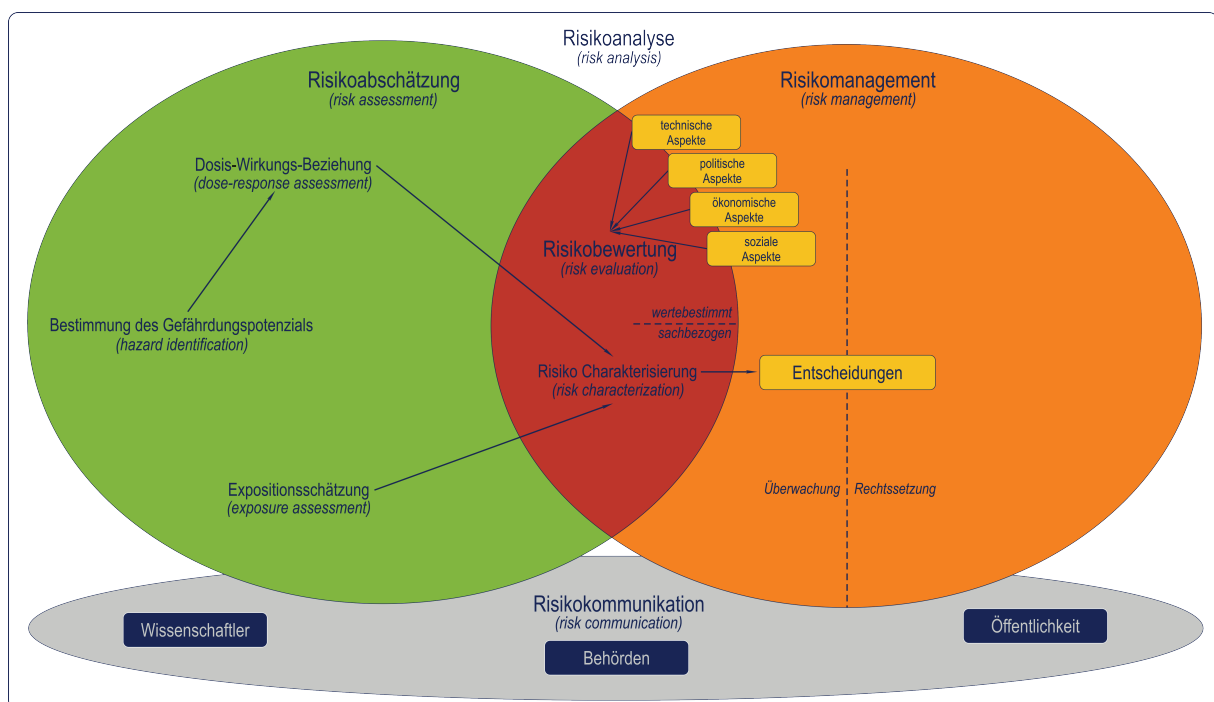 Risikoanalyse
(risk analysis)
Risikoabschätzung
(risk assessment)
Risikomanagement
(risk management)
technische
Aspekte
politische
Aspekte
ökonomische
Aspekte
soziale
Aspekte
Dosis-Wirkungs-Beziehung
(dose-response assessment)
Risikobewertung
(risk evaluation)
Bestimmung des Gefährdungspotenzials
(hazard identification)
wertebestimmt
sachbezogen
Risiko Charakterisierung
(risk characterization)
Entscheidungen
Expositionsschätzung
(exposure assessment)
Überwachung
Rechtssetzung
Risikokommunikation
(risk communication)
Wissenschaftler
Behörden
Öffentlichkeit